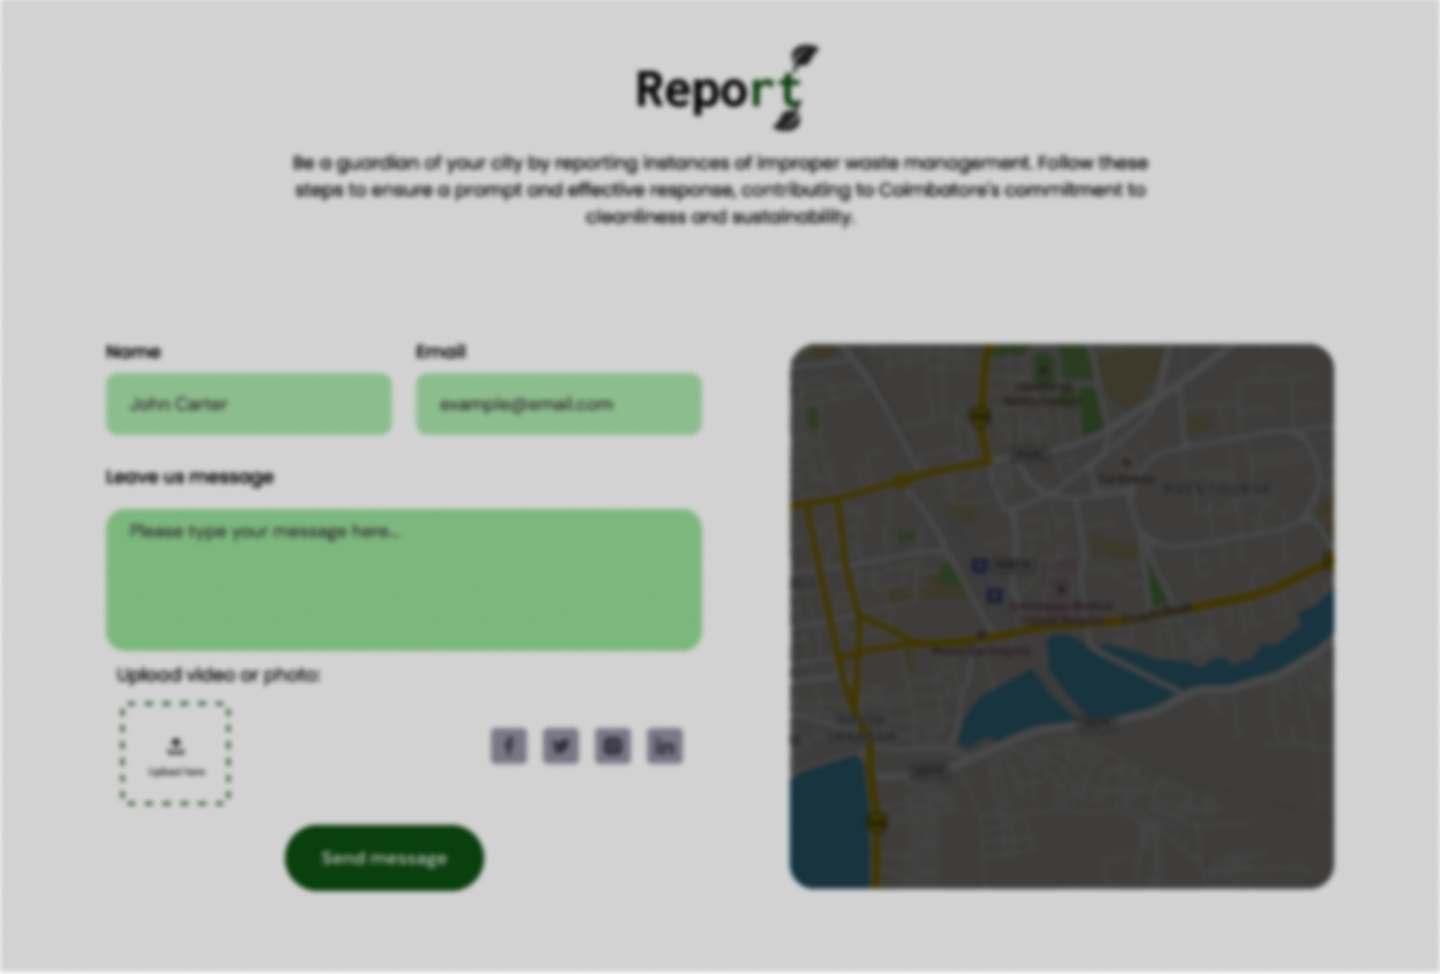 Report
Be a guardian of your city by reporting instances of improper waste management. Follow these
steps to ensure a prompt and effective response, contributing to Coimbatore's commitment to
cleanliness and sustainability.
Name
Email
John Carter
example@email.com
Leave us message
Please type your message here...
Upload video or photo:
Upload here
Send message